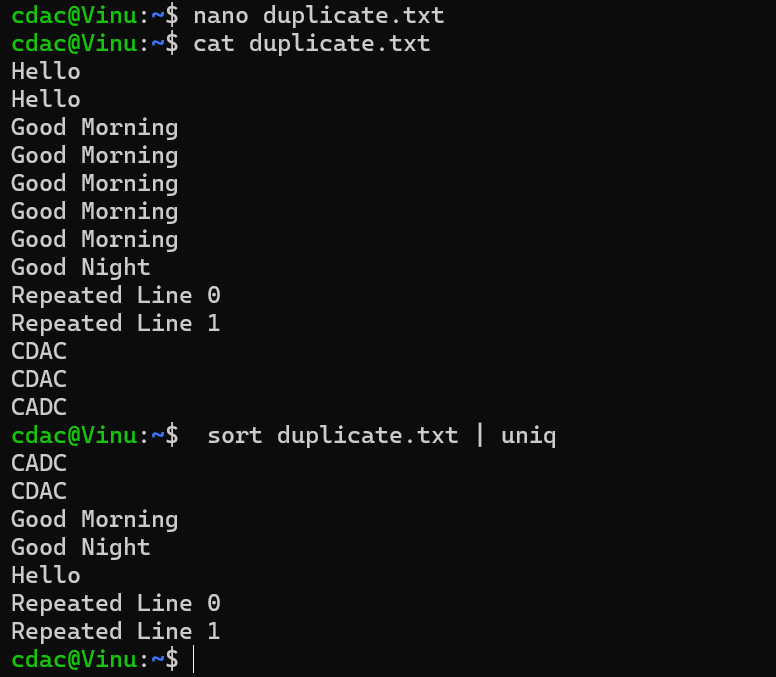 cdac@Vinu:~$ nano duplicate.txt
cdac@Vinu:~$ cat duplicate.txt
Hello
Hello
Good Morning
Good Morning
Good Morning
Good Morning
Good Morning
Good Night
Repeated Line 0
Repeated Line 1
CDAC
CDAC
CADC
cdac@Vinu:~$  sort duplicate.txt | uniq
CADC
CDAC
Good Morning
Good Night
Hello
Repeated Line 0
Repeated Line 1
cdac@Vinu:~$